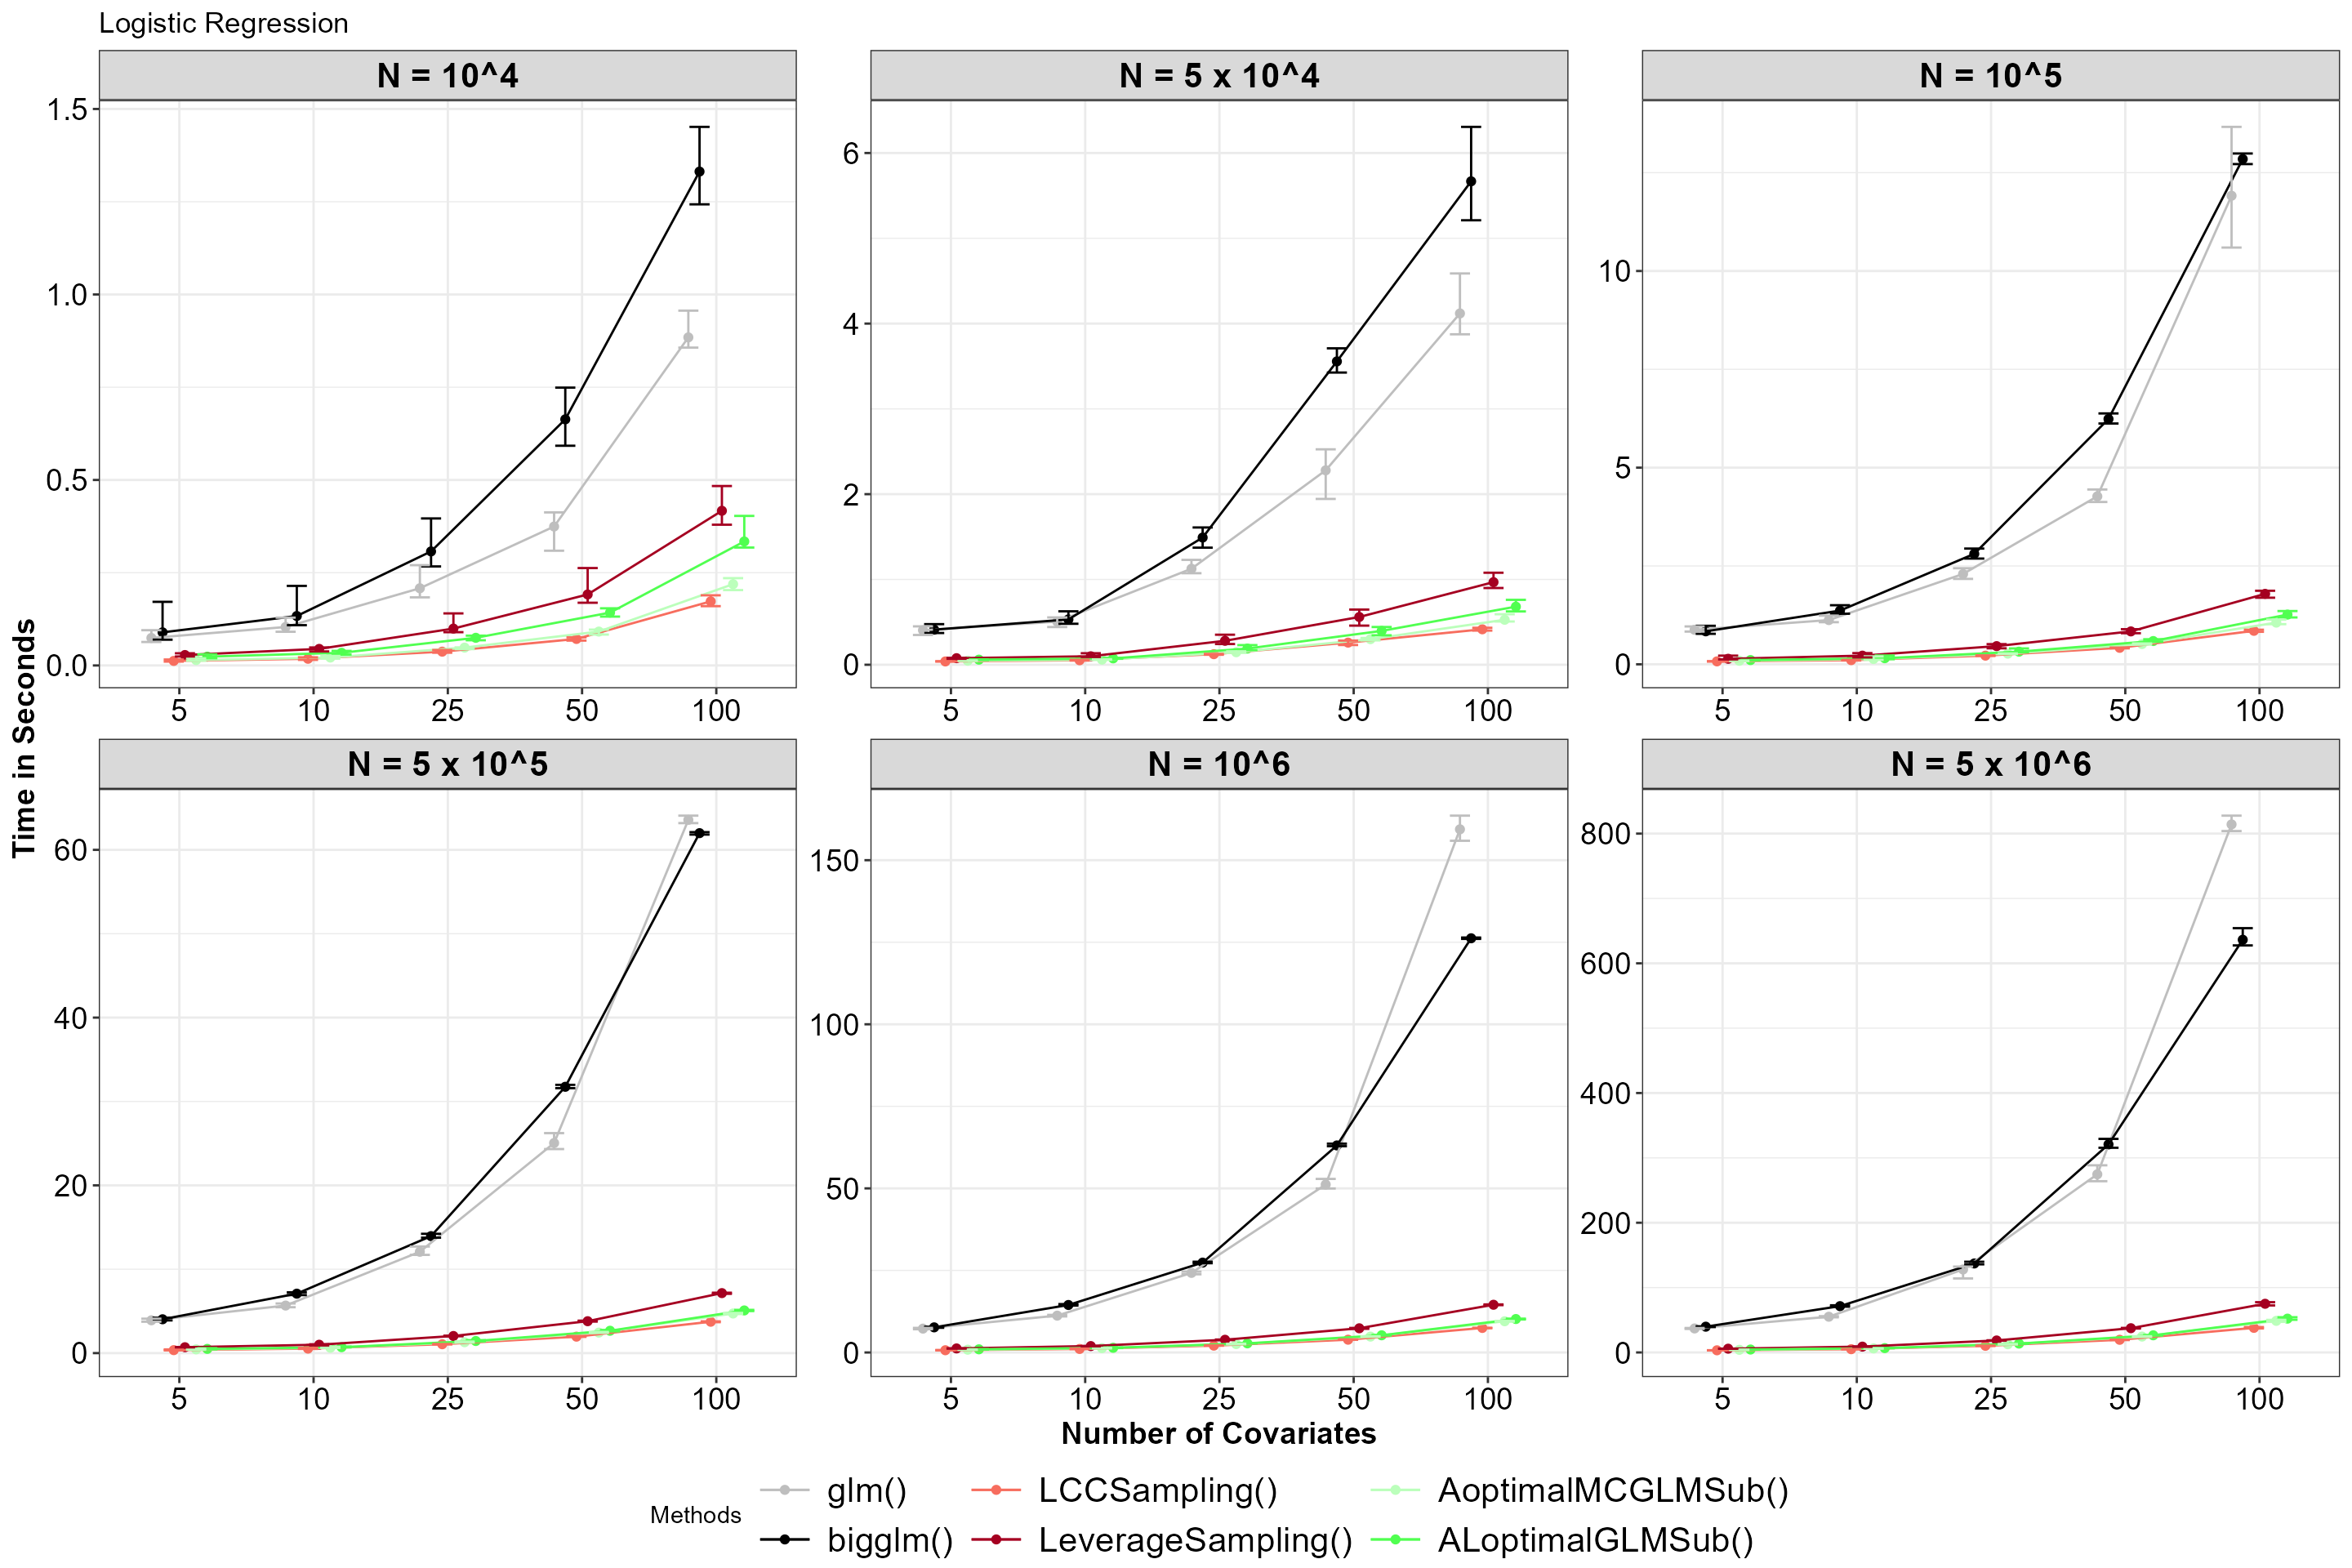 Logistic Regression
N = 10^4
N = 5 x 10^4
N = 10^5
1.5
1.0
0.5
0.0
6
4
2
0
10
5
0
5 10 25 50 100
5 10 25 50 100
5 10 25 50 100
Time in Seconds
N = 5 x 10^5
N = 10^6
N = 5 x 10^6
60
40
20
0
150
100
50
0
800
600
400
200
0
5 10 25 50 100
5 10 25 50 100
5 10 25 50 100
Number of Covariates
Methods
glm()
LCCSampling()
AoptimalMCGLMSub()
bigglm()
LeverageSampling()
ALoptimalGLMSub()